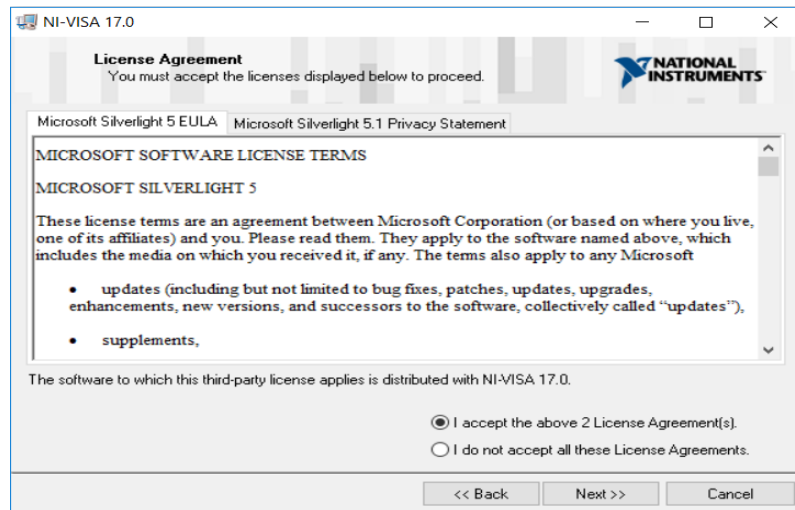 NI-VISA 17.0
License Agreement
You must accept the licenses displayed below to proceed.
NATIONAL
INSTRUMENTS
Microsoft Silverlight 5 EULA
Microsoft Silverlight 5.1 Privacy Statement
MICROSOFT SOFTWARE LICENSE TERMS
MICROSOFT SILVERLIGHT 5
These license terms are an agreement between Microsoft Corporation (or based on where you live,
one of its affiliates) and you. Please read them. They apply to the software named above, which
includes the media on which you received it, if any. The terms also apply to any Microsoft
• updates (including but not limited to bug fixes, patches, updates, upgrades,
enhancements, new versions, and successors to the software, collectively called “updates”),
• supplements,
The software to which this third-party license applies is distributed with NI-VISA 17.0.
I accept the above 2 License Agreement(s).
I do not accept all these License Agreements.
<< Back
Next >>
Cancel